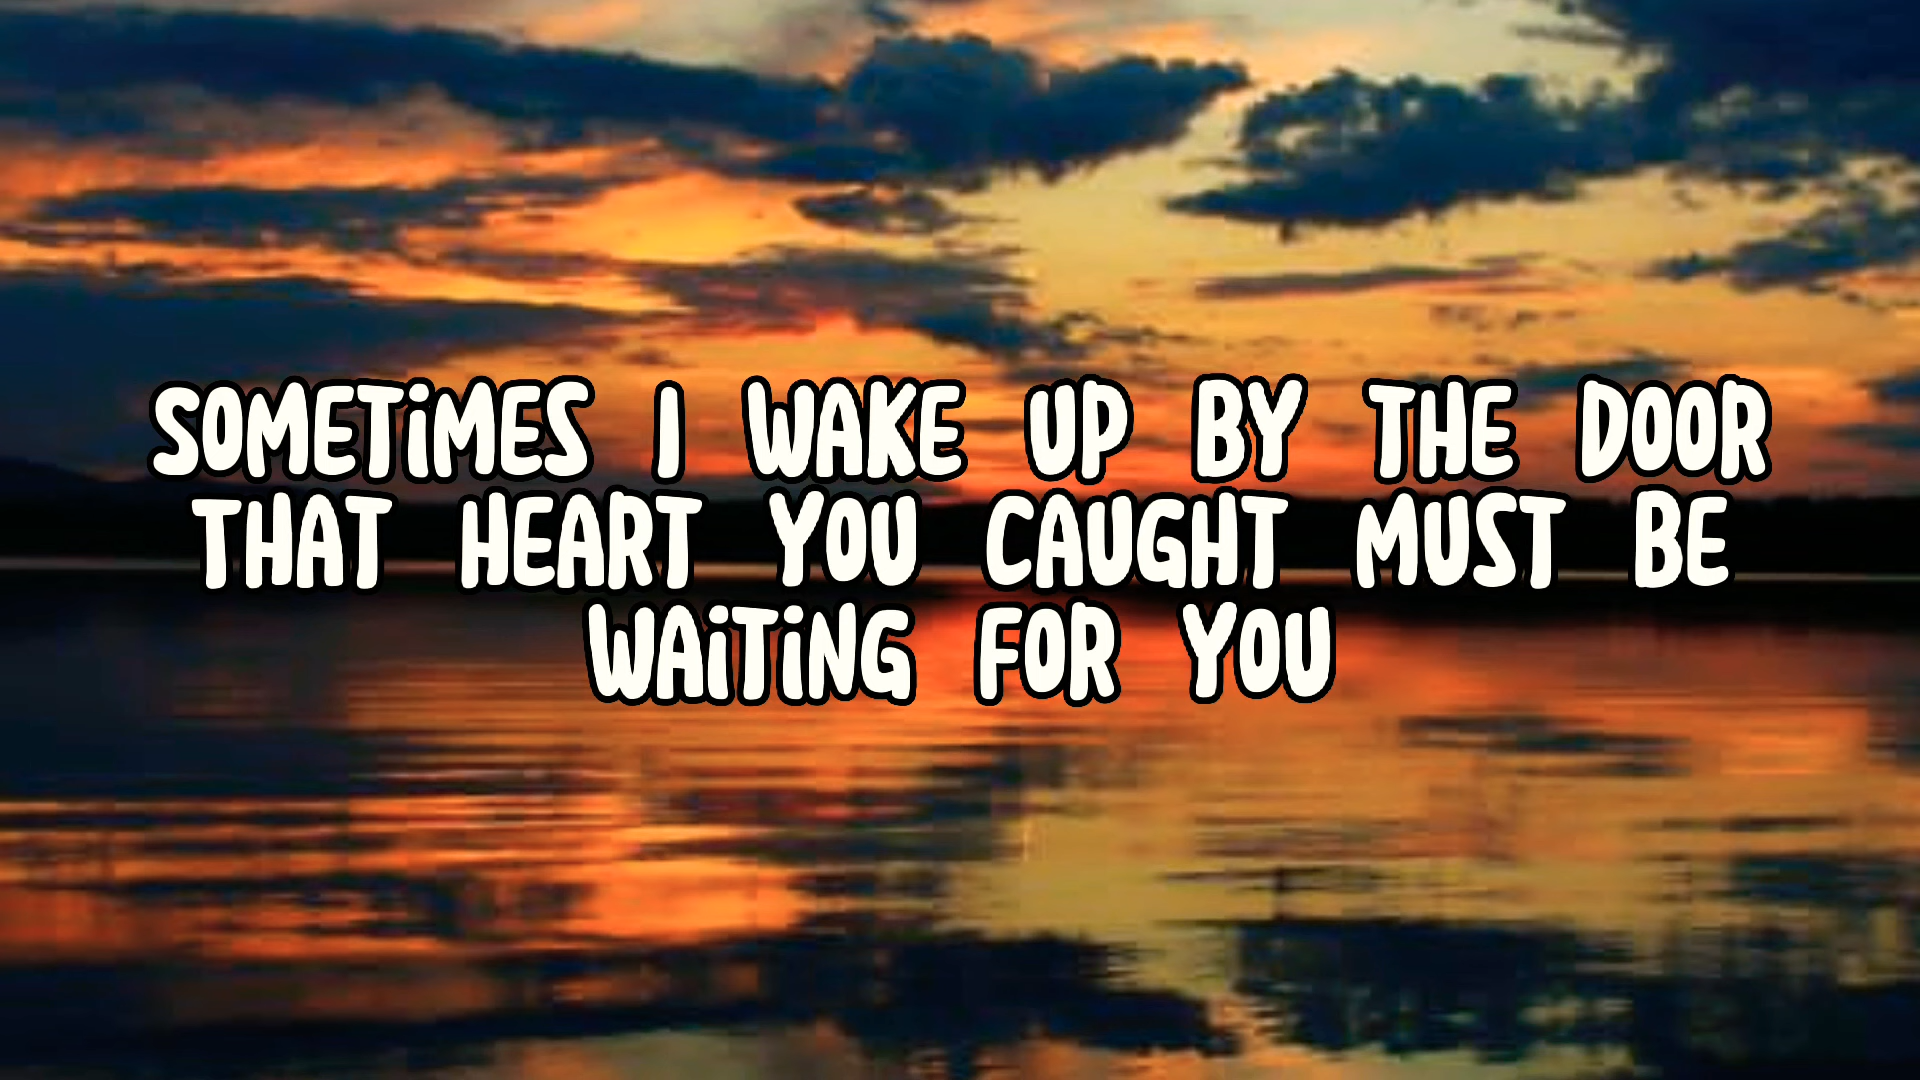 SOMETIMES I WAKE UP BY THE DOOR
THAT HEART YOU CAUGHT MUST BE
WAITING FOR YOU